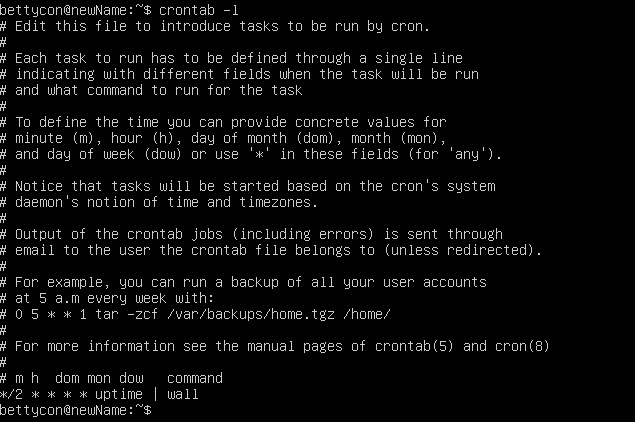 bettycon@newName:~$ crontab -l
# Edit this file to introduce tasks to be run by cron.
#
# Each task to run has to be defined through a single line
# indicating with different fields when the task will be run
# and what command to run for the task
#
# To define the time you can provide concrete values for
# minute (m), hour (h), day of month (dom), month (mon),
# and day of week (dow) or use '*' in these fields (for 'any').
#
# Notice that tasks will be started based on the cron's system
# daemon's notion of time and timezones.
#
# Output of the crontab jobs (including errors) is sent through
# email to the user the crontab file belongs to (unless redirected).
#
# For example, you can run a backup of all your user accounts
# at 5 a.m every week with:
# 0 5 * * 1 tar -zcf /var/backups/home.tgz /home/
#
# For more information see the manual pages of crontab(5) and cron(8)
#
# m h  dom mon dow   command
*/2 * * * * uptime | wall
bettycon@newName:~$